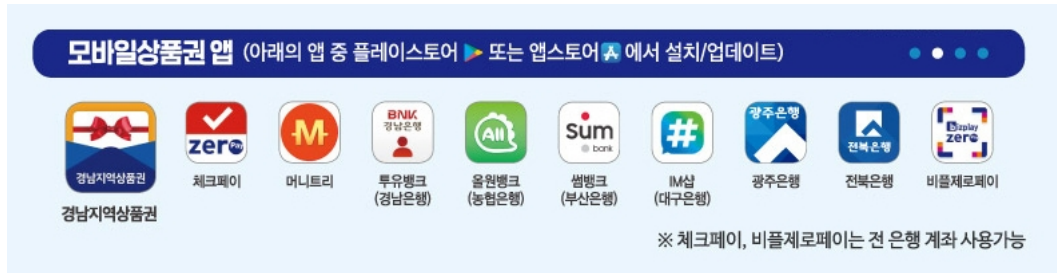 모바일상품권 앱 (아래의 앱 중 플레이스토어 또는 앱스토어 에서 설치/업데이트)
경남지역상품권
zero Pay
M
BNK
경남은행
All
Sum
bank
#
광주은행
전북은행
Bizplay
zero
경남지역상품권
체크페이
머니트리
투유뱅크
(경남은행)
올원뱅크
(농협은행)
썸뱅크
(부산은행)
IM샵
(대구은행)
광주은행
전북은행
비플제로페이
※ 체크페이, 비플제로페이는 전 은행 계좌 사용가능